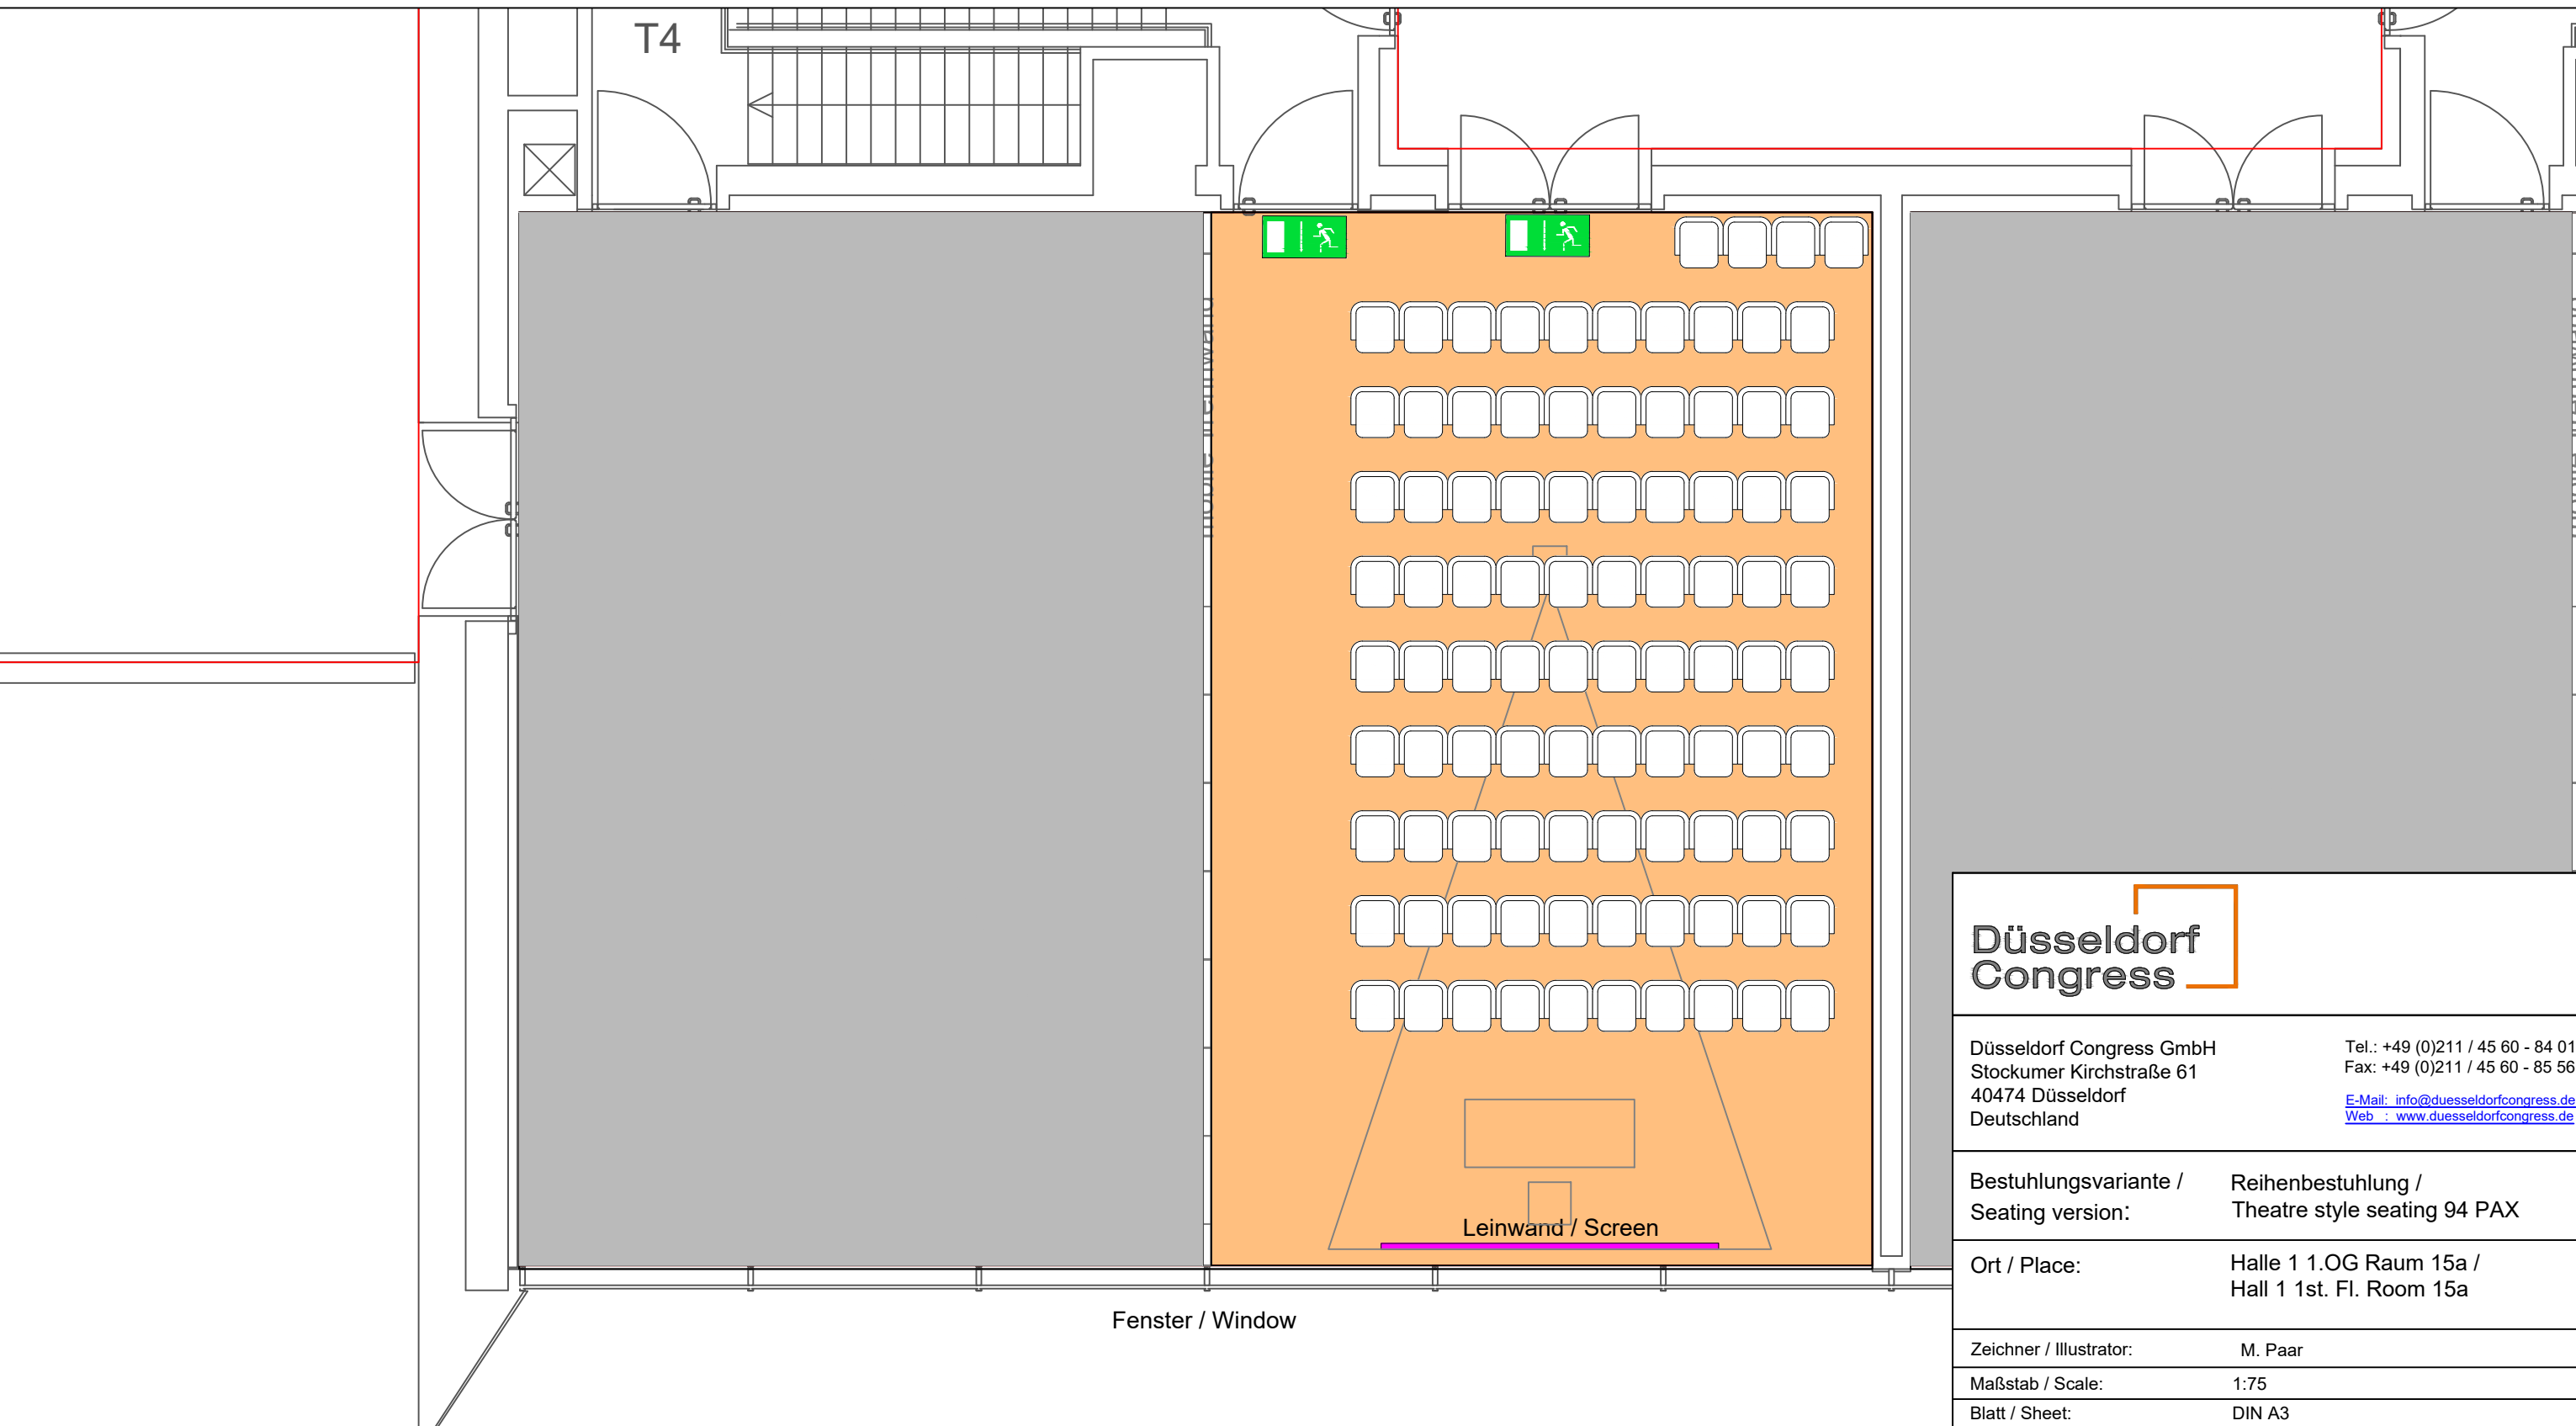 T4
mobile Trennwand
Leinwand / Screen
Fenster / Window
Düsseldorf
Congress
Düsseldorf Congress GmbH
Stockumer Kirchstraße 61
40474 Düsseldorf
Deutschland
Tel.: +49 (0)211 / 45 60 - 84 01
Fax: +49 (0)211 / 45 60 - 85 56
E-Mail: info@duesseldorfcongress.de
Web : www.duesseldorfcongress.de
Bestuhlungsvariante /
Seating version:
Reihenbestuhlung /
Theatre style seating 94 PAX
Ort / Place:
Halle 1 1.OG Raum 15a /
Hall 1 1st. Fl. Room 15a
Zeichner / Illustrator: M. Paar
Maßstab / Scale: 1:75
Blatt / Sheet: DIN A3